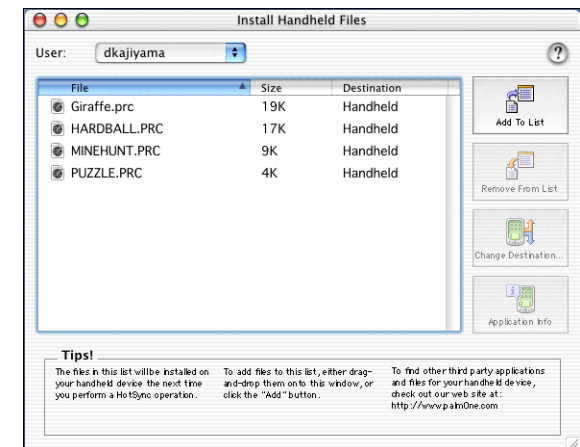 Install Handheld Files
User: dkajiyama
?
File Size Destination
Giraffe.prc 19K Handheld
HARDBALL.PRC 17K Handheld
MINEHUNT.PRC 9K Handheld
PUZZLE.PRC 4K Handheld
Add To List
Remove From List
Change Destination...
Application Info
Tips!
The files in this list will be installed on
your handheld device the next time
you perform a HotSync operation.
To add files to this list, either drag-
and-drop them onto this window, or
click the "Add" button.
To find other third party applications
and files for your handheld device,
check out our web site at:
http://www.palmOne.com